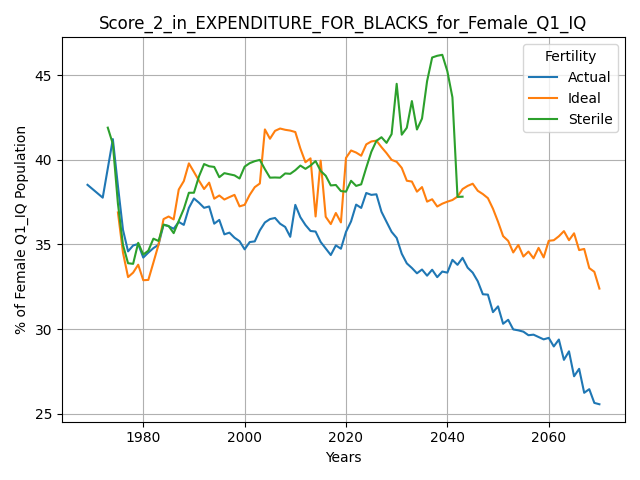 Score_2_in_EXPENDITURE_FOR_BLACKS_for_Female_Q1_IQ
Fertility
Actual
Ideal
Sterile
% of Female Q1_IQ Population
45
40
35
30
25
1980
2000
2020
2040
2060
Years